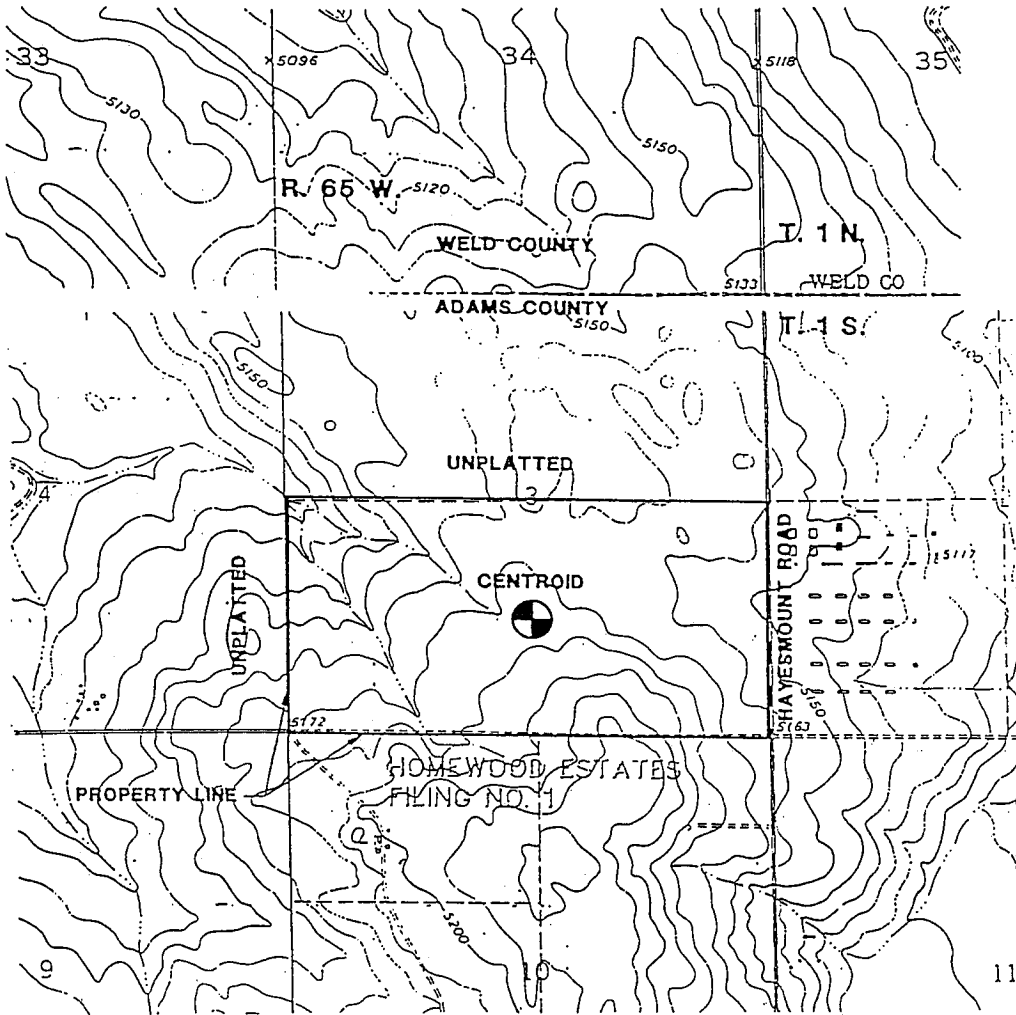 33
34
35
5096
5118
5130
5150
R. 65 W.
5120
WELD COUNTY
T. 1 N.
5133
WELD CO
ADAMS COUNTY
5150
T. 1 S.
5100
5150
UNPLATTED
4
3
UNPLATTED
CENTROID
HAYESMOUNT ROAD
5117
5150
5172
5163
HOMEWOOD ESTATES
FILING NO. 1
PROPERTY LINE
5200
9
10
11